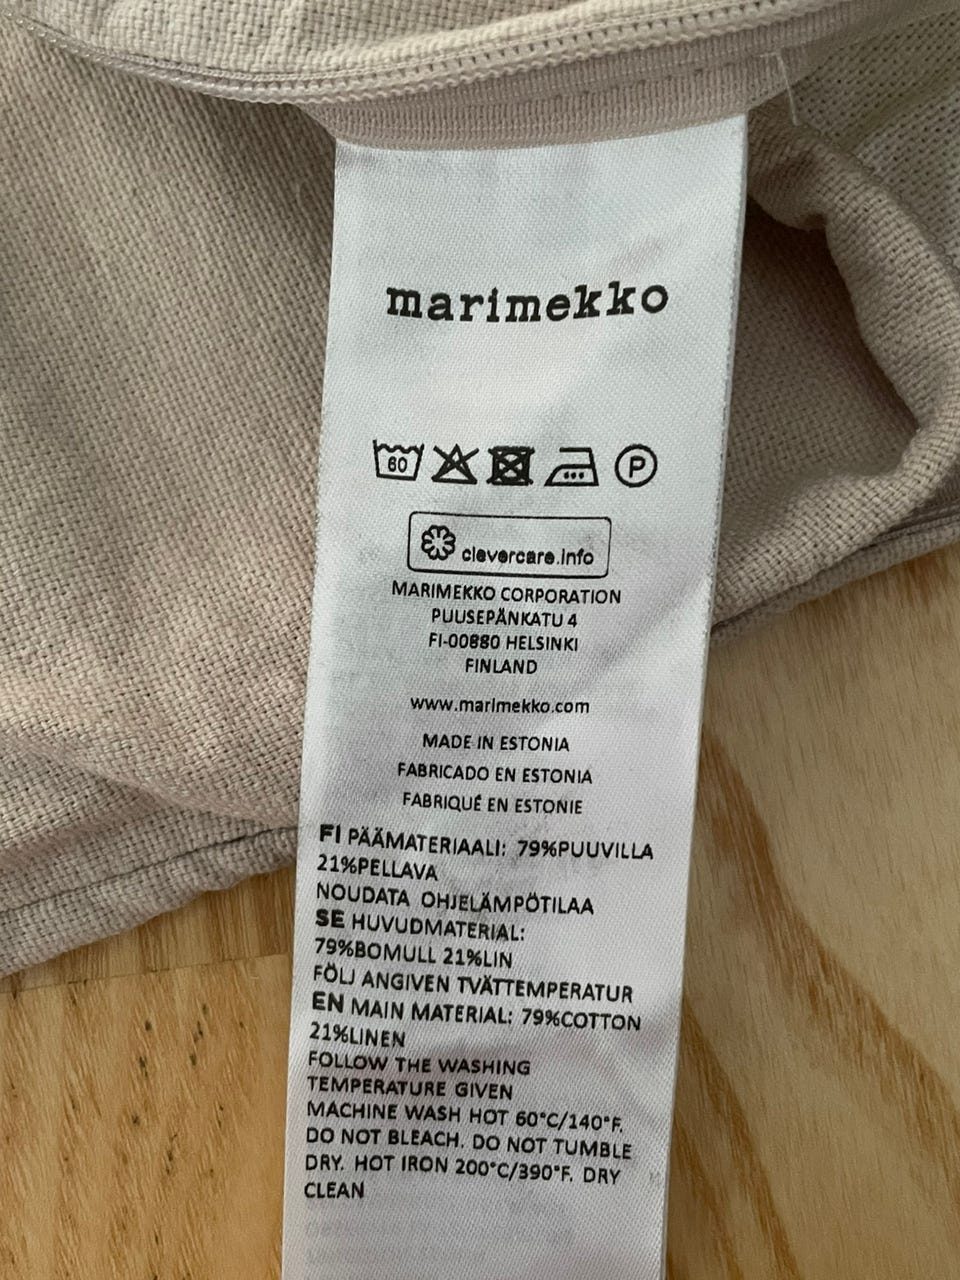 marimekko
60 P
clevercare.info
MARIMEKKO CORPORATION
PUUSEPÄNKATU 4
FI-00880 HELSINKI
FINLAND
www.marimekko.com
MADE IN ESTONIA
FABRICADO EN ESTONIA
FABRIQUÉ EN ESTONIE
FI PÄÄMATERIAALI: 79%PUUVILLA
21%PELLAVA
NOUDATA OHJELÄMPÖTILAA
SE HUVUDMATERIAL:
79%BOMULL 21%LIN
FÖLJ ANGIVEN TVÄTTEMPERATUR
EN MAIN MATERIAL: 79%COTTON
21%LINEN
FOLLOW THE WASHING
TEMPERATURE GIVEN
MACHINE WASH HOT 60°C/140°F.
DO NOT BLEACH. DO NOT TUMBLE
DRY. HOT IRON 200°C/390°F. DRY
CLEAN